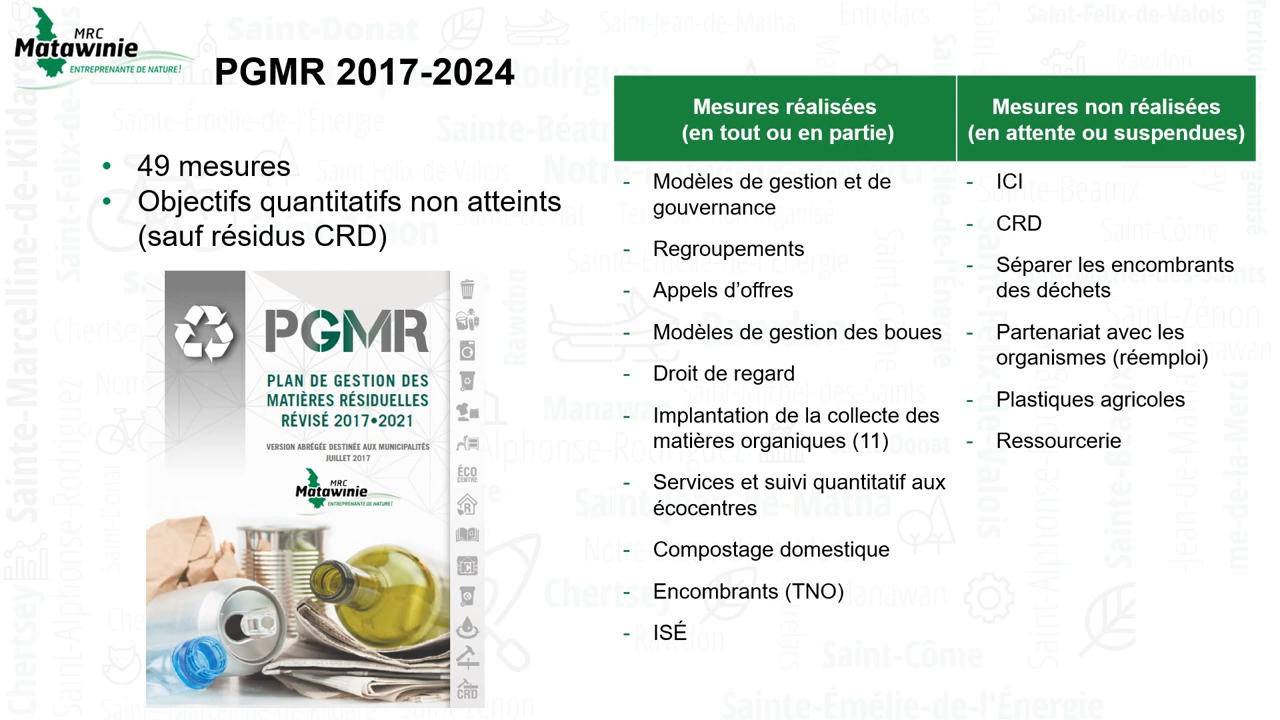 MRC
Matawinie
ENTREPRENANTE DE NATURE!
PGMR 2017-2024
• 49 mesures
• Objectifs quantitatifs non atteints
(sauf résidus CRD)
PGMR
PLAN DE GESTION DES
MATIÈRES RÉSIDUELLES
RÉVISÉ 2017•2021
VERSION ABRÉGÉE DESTINÉE AUX MUNICIPALITÉS
JUILLET 2017
MRC
Matawinie
ENTREPRENANTE DE NATURE!
ÉCO
CENTRE
CRD
Mesures réalisées
(en tout ou en partie)
- Modèles de gestion et de
gouvernance
- Regroupements
- Appels d’offres
- Modèles de gestion des boues
- Droit de regard
- Implantation de la collecte des
matières organiques (11)
- Services et suivi quantitatif aux
écocentres
- Compostage domestique
- Encombrants (TNO)
- ISÉ
Mesures non réalisées
(en attente ou suspendues)
- ICI
- CRD
- Séparer les encombrants
des déchets
- Partenariat avec les
organismes (réemploi)
- Plastiques agricoles
- Ressourcerie
Saint-Donat
Saint-Jean-de-Matha
Entrelacs
Saint-Felix-de-Valois
Rawdon
Sainte-Émélie-de-l'Énergie
Saint-Felix-de-Valois
Sainte-Marcelline-de-Kildare
Sainte-Béatrix
Saint-Côme
Saint-Zénon
Rawdon
Chertsey
Saint-Alphonse-Rodriguez
Saint-Donat
Saint-Jean-de-Matha
Manawan
Saint-Côme
Sainte-Émélie-de-l'Énergie